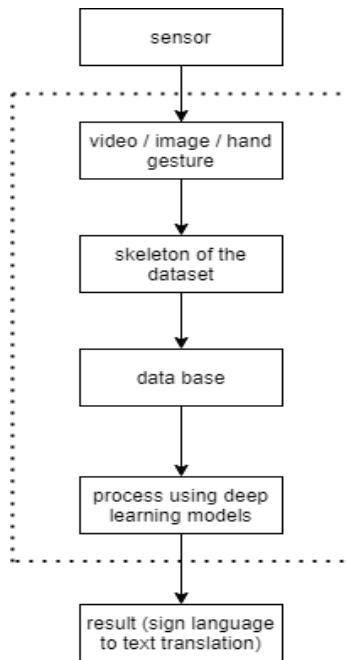 sensor
video / image / hand
gesture
skeleton of the
dataset
data base
process using deep
learning models
result (sign language
to text translation)